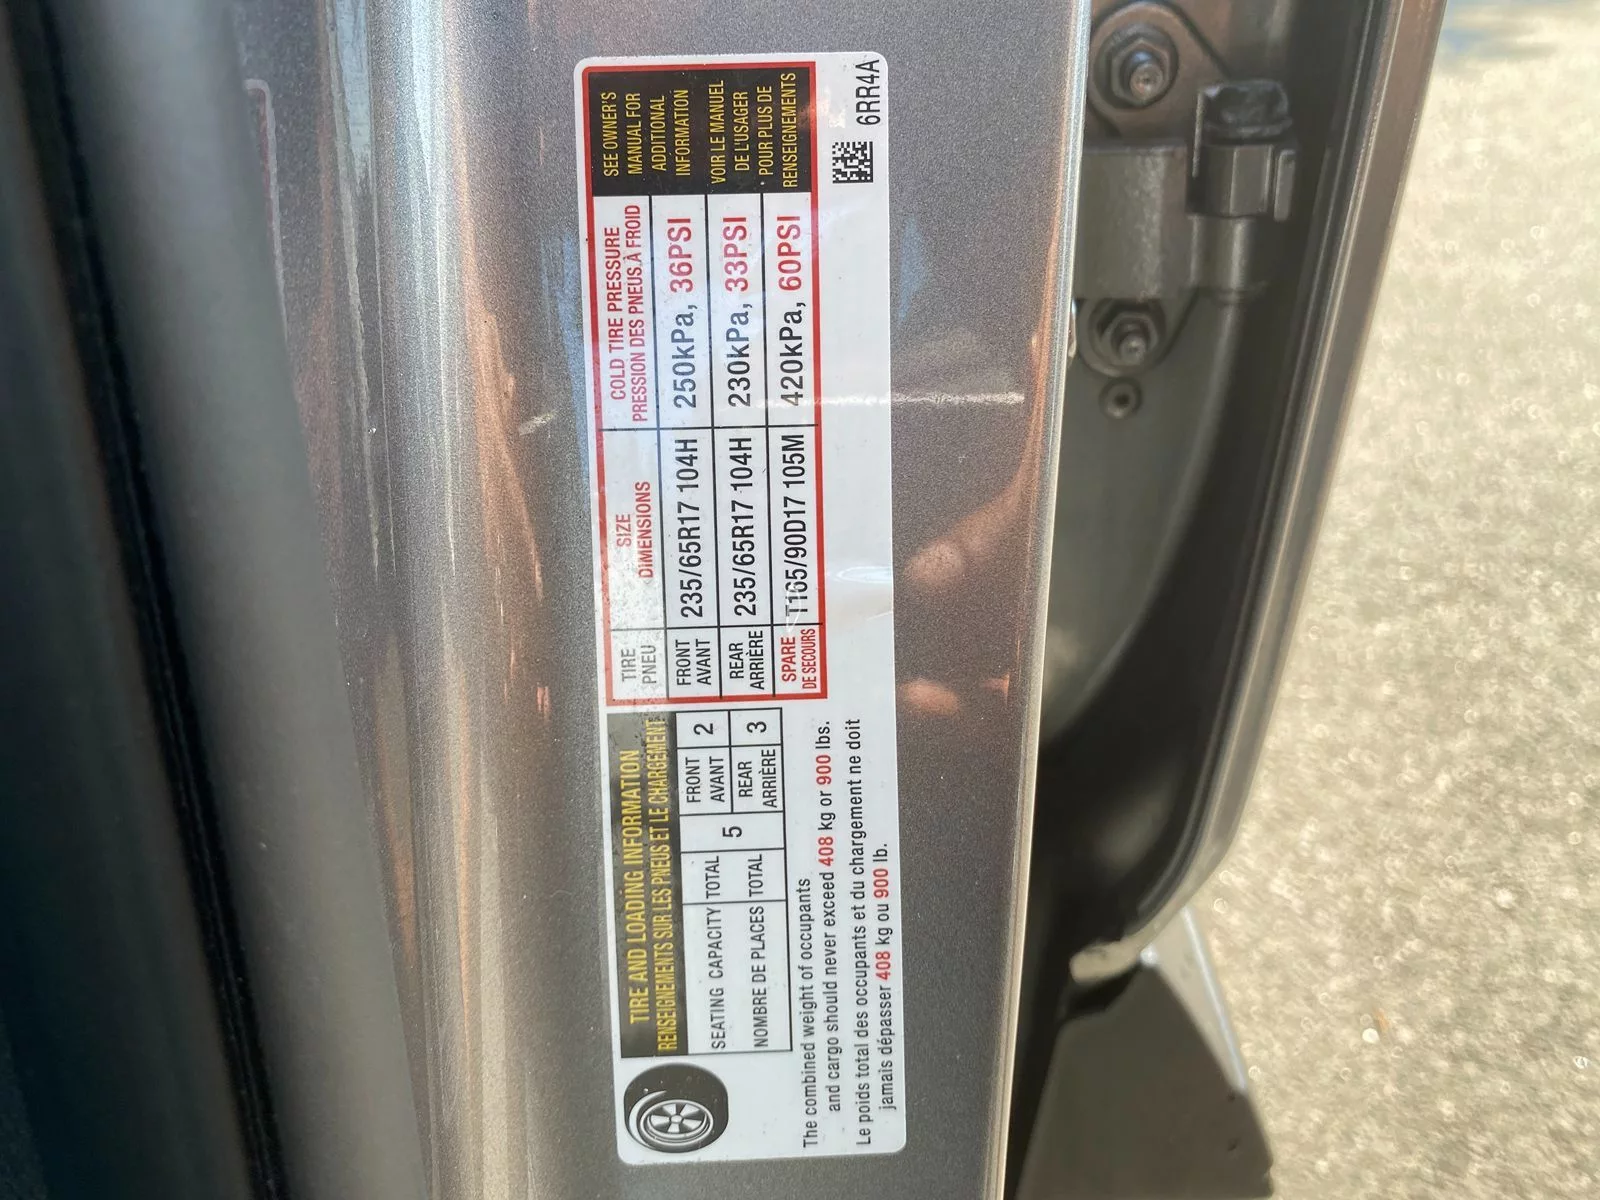 TIRE AND LOADING INFORMATION
RENSEIGNEMENTS SUR LES PNEUS ET LE CHARGEMENT
SEATING CAPACITY
NOMBRE DE PLACES
TOTAL
TOTAL
5
FRONT
AVANT
2
REAR
ARRIÈRE
3
The combined weight of occupants
and cargo should never exceed 408 kg or 900 lbs.
Le poids total des occupants et du chargement ne doit
jamais dépasser 408 kg ou 900 lb.
TIRE
PNEU
SIZE
DIMENSIONS
COLD TIRE PRESSURE
PRESSION DES PNEUS À FROID
FRONT
AVANT
235/65R17 104H
250kPa, 36PSI
REAR
ARRIÈRE
235/65R17 104H
230kPa, 33PSI
SPARE
DE SECOURS
T165/90D17 105M
420kPa, 60PSI
SEE OWNER'S
MANUAL FOR
ADDITIONAL
INFORMATION
VOIR LE MANUEL
DE L'USAGER
POUR PLUS DE
RENSEIGNEMENTS
6RR4A